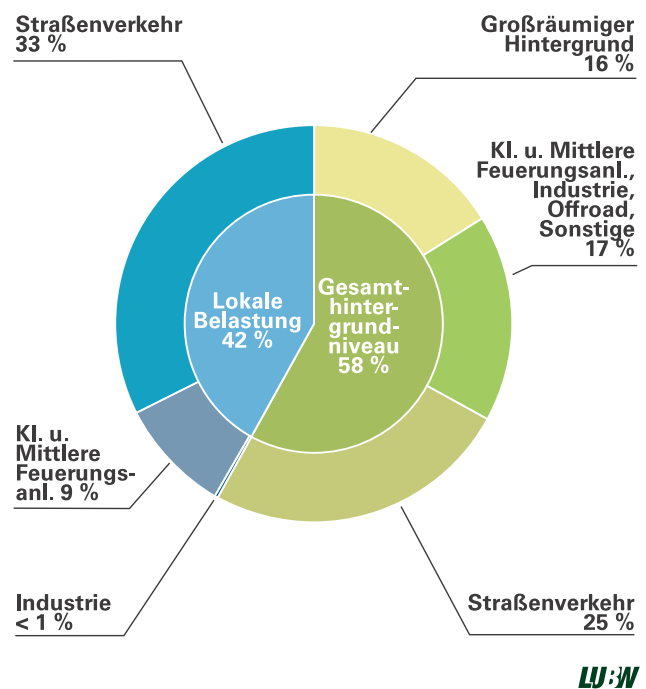 Straßenverkehr
33 %
Großräumiger
Hintergrund
16 %
Kl. u. Mittlere
Feuerungsanl.,
Industrie,
Offroad,
Sonstige
17 %
Lokale
Belastung
42 %
Gesamt-
hinter-
grund-
niveau
58 %
Kl. u.
Mittlere
Feuerungs-
anl. 9 %
Industrie
< 1 %
Straßenverkehr
25 %
LUBW